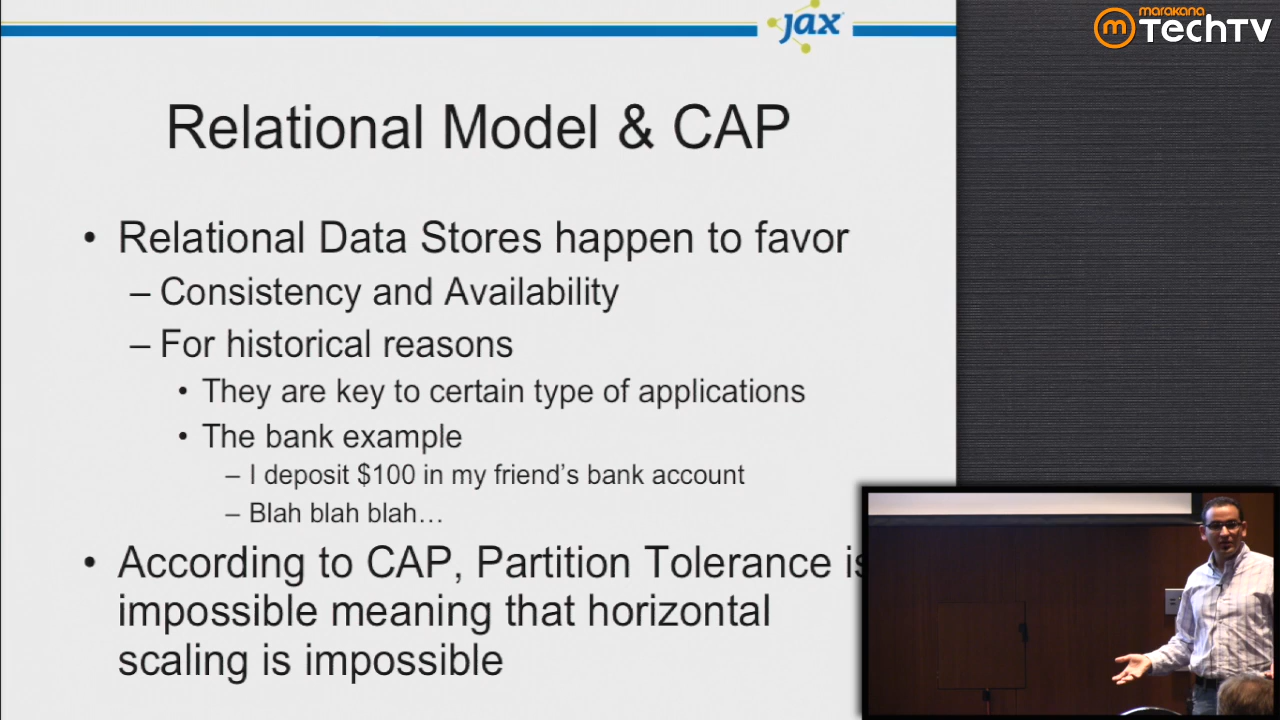 jax
marakana
m TechTV
Relational Model & CAP
• Relational Data Stores happen to favor
– Consistency and Availability
– For historical reasons
• They are key to certain type of applications
• The bank example
– I deposit $100 in my friend’s bank account
– Blah blah blah…
• According to CAP, Partition Tolerance is
impossible meaning that horizontal
scaling is impossible